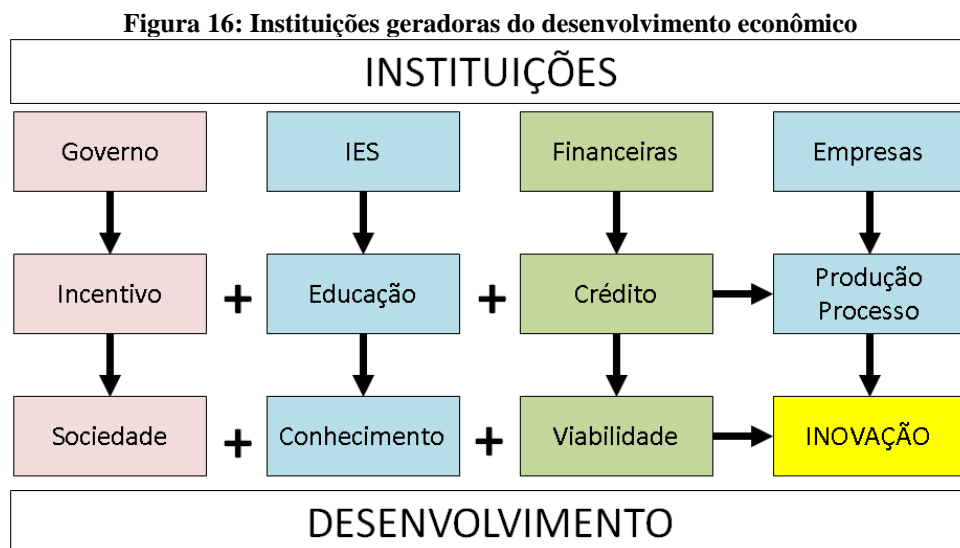 Figura 16: Instituições geradoras do desenvolvimento econômico
INSTITUIÇÕES
Governo
IES
Financeiras
Empresas
Incentivo
+
Educação
+
Crédito
Produção
Processo
Sociedade
+
Conhecimento
+
Viabilidade
INOVAÇÃO
DESENVOLVIMENTO